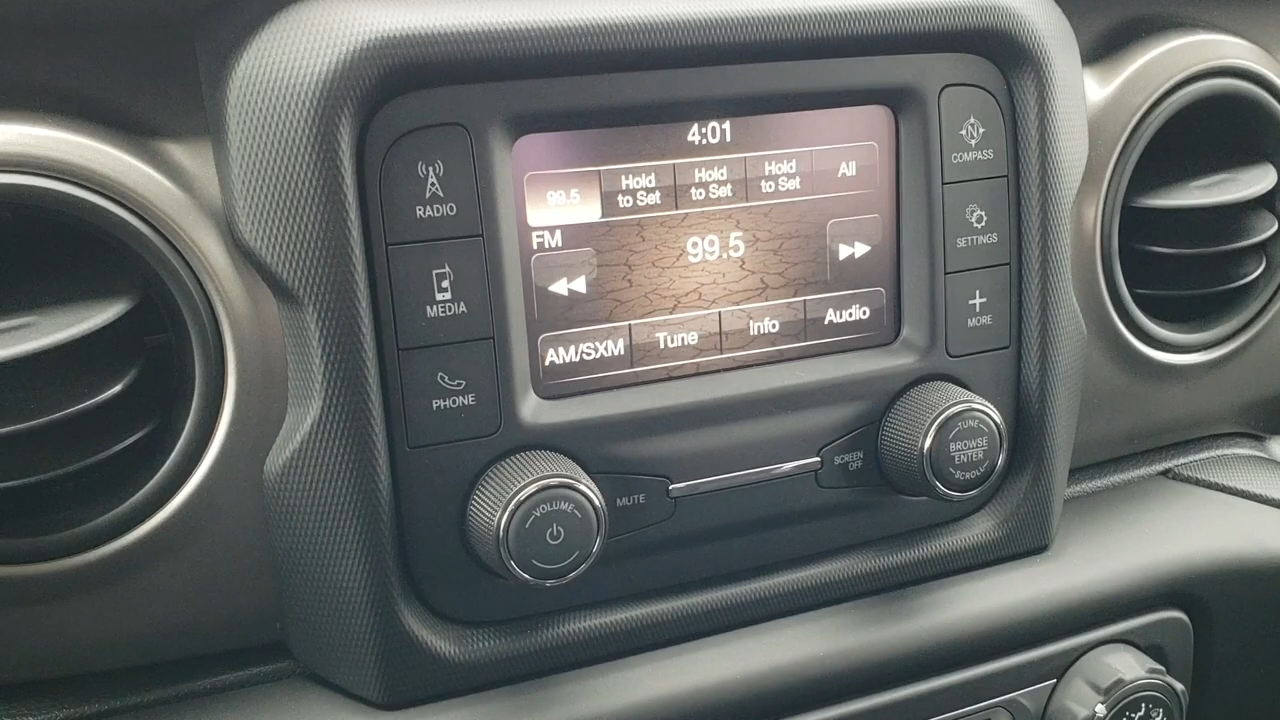 4:01
99.5
Hold
to Set
Hold
to Set
Hold
to Set
All
FM
99.5
AM/SXM
Tune
Info
Audio
RADIO
MEDIA
PHONE
N
COMPASS
SETTINGS
MORE
VOLUME
MUTE
SCREEN
OFF
TUNE
BROWSE
ENTER
SCROLL